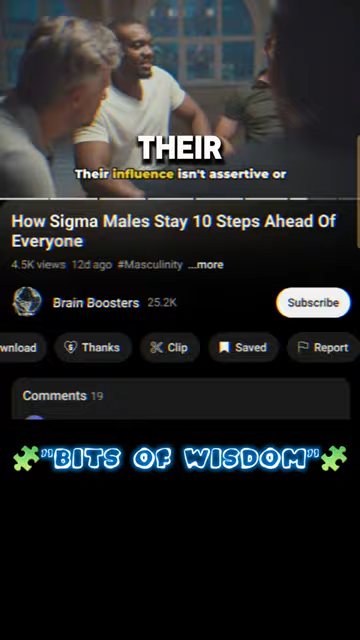 THEIR
Their influence isn't assertive or
How Sigma Males Stay 10 Steps Ahead Of
Everyone
4.5K views 12d ago #Masculinity ...more
Brain Boosters 25.2K Subscribe
wnload Thanks Clip Saved Report
Comments 19
"BITS OF WISDOM"